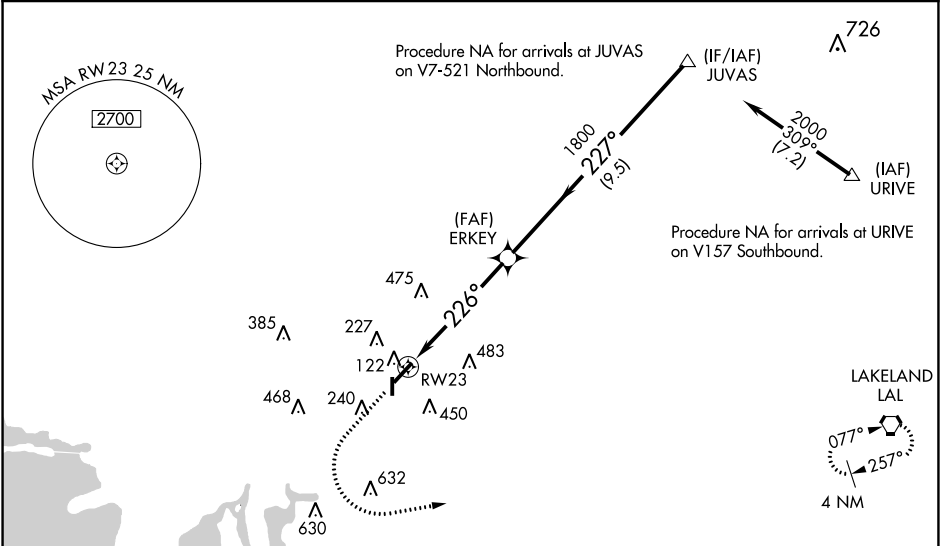 MSA RW23 25 NM
2700
Procedure NA for arrivals at JUVAS
on V7-521 Northbound.
(IF/IAF)
JUVAS
726
1800
227°
(9.5)
2000
309°
(7.2)
(IAF)
URIVE
Procedure NA for arrivals at URIVE
on V157 Southbound.
(FAF)
ERKEY
475
226°
385
227
122
483
RW23
468
240
450
LAKELAND
LAL
077°
257°
4 NM
632
630